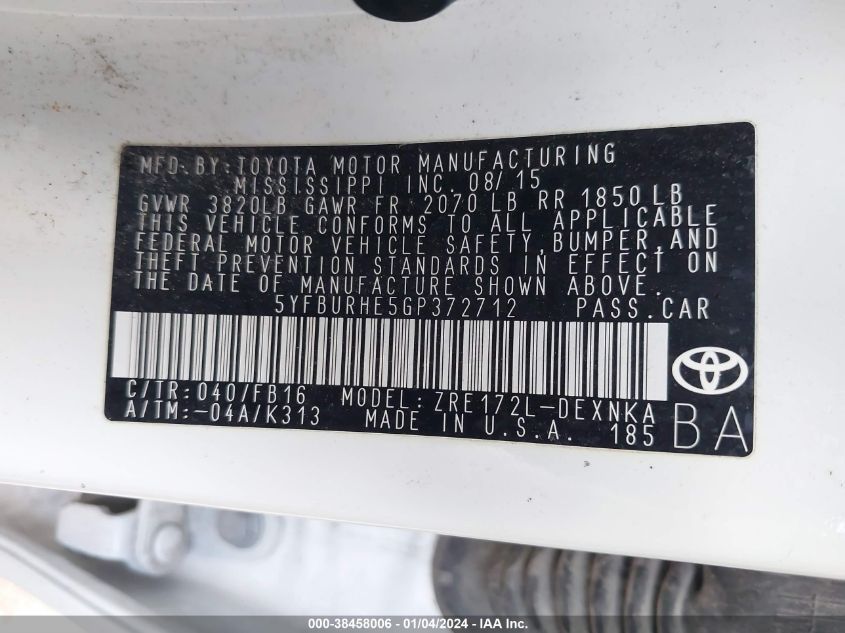 MFD·BY:TOYOTA MOTOR MANUFACTURING
MISSISSIPPI INC. 08/15
GVWR 3820LB GAWR FR 2070 LB RR 1850 LB
THIS VEHICLE CONFORMS TO ALL APPLICABLE
FEDERAL MOTOR VEHICLE SAFETY,BUMPER,AND
THEFT PREVENTION STANDARDS IN EFFECT ON
THE DATE OF MANUFACTURE SHOWN ABOVE.
5YFBURHE5GP372712 PASS.CAR
C/TR:040/FB16 MODEL:ZRE172L-DEXNKA
A/TM:-04A/K313 MADE IN U.S.A. 185 BA
000-38458006 - 01/04/2024 - IAA Inc.